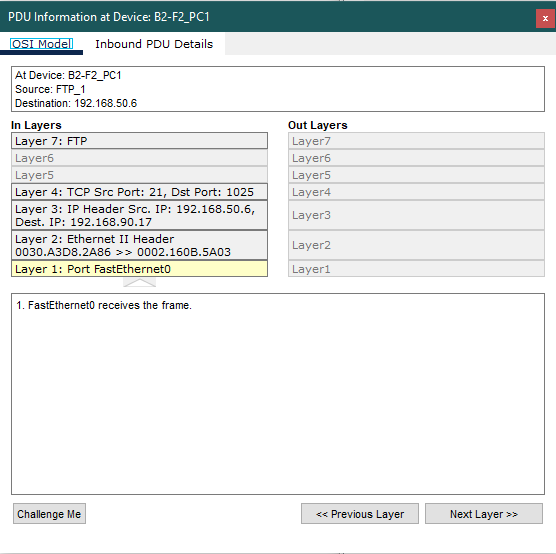 PDU Information at Device: B2-F2_PC1
x
OSI Model
Inbound PDU Details
At Device: B2-F2_PC1
Source: FTP_1
Destination: 192.168.50.6
In Layers
Layer 7: FTP
Layer6
Layer5
Layer 4: TCP Src Port: 21, Dst Port: 1025
Layer 3: IP Header Src. IP: 192.168.50.6,
Dest. IP: 192.168.90.17
Layer 2: Ethernet II Header
0030.A3D8.2A86 >> 0002.160B.5A03
Layer 1: Port FastEthernet0
Out Layers
Layer7
Layer6
Layer5
Layer4
Layer3
Layer2
Layer1
1. FastEthernet0 receives the frame.
Challenge Me
<< Previous Layer
Next Layer >>